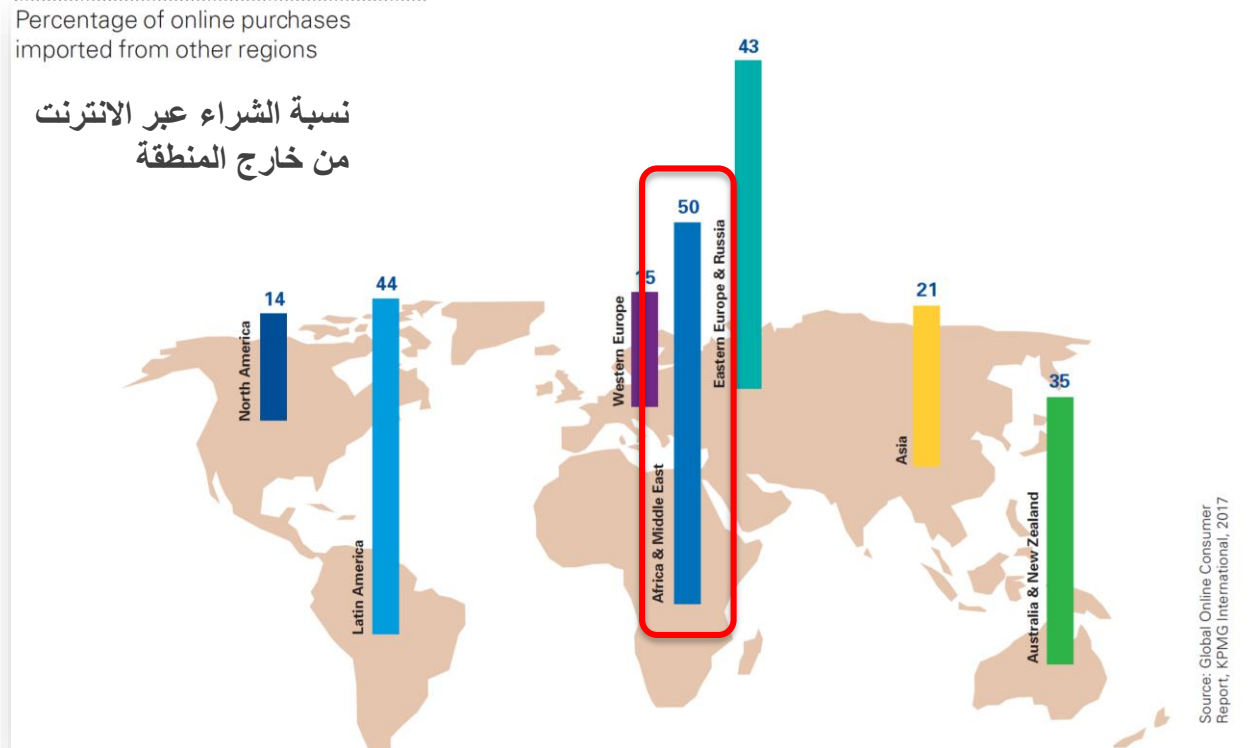 Percentage of online purchases
imported from other regions
نسبة الشراء عبر الانترنت
من خارج المنطقة
14
North America
44
Latin America
15
Western Europe
50
Africa & Middle East
43
Eastern Europe & Russia
21
Asia
35
Australia & New Zealand
Source: Global Online Consumer
Report, KPMG International, 2017